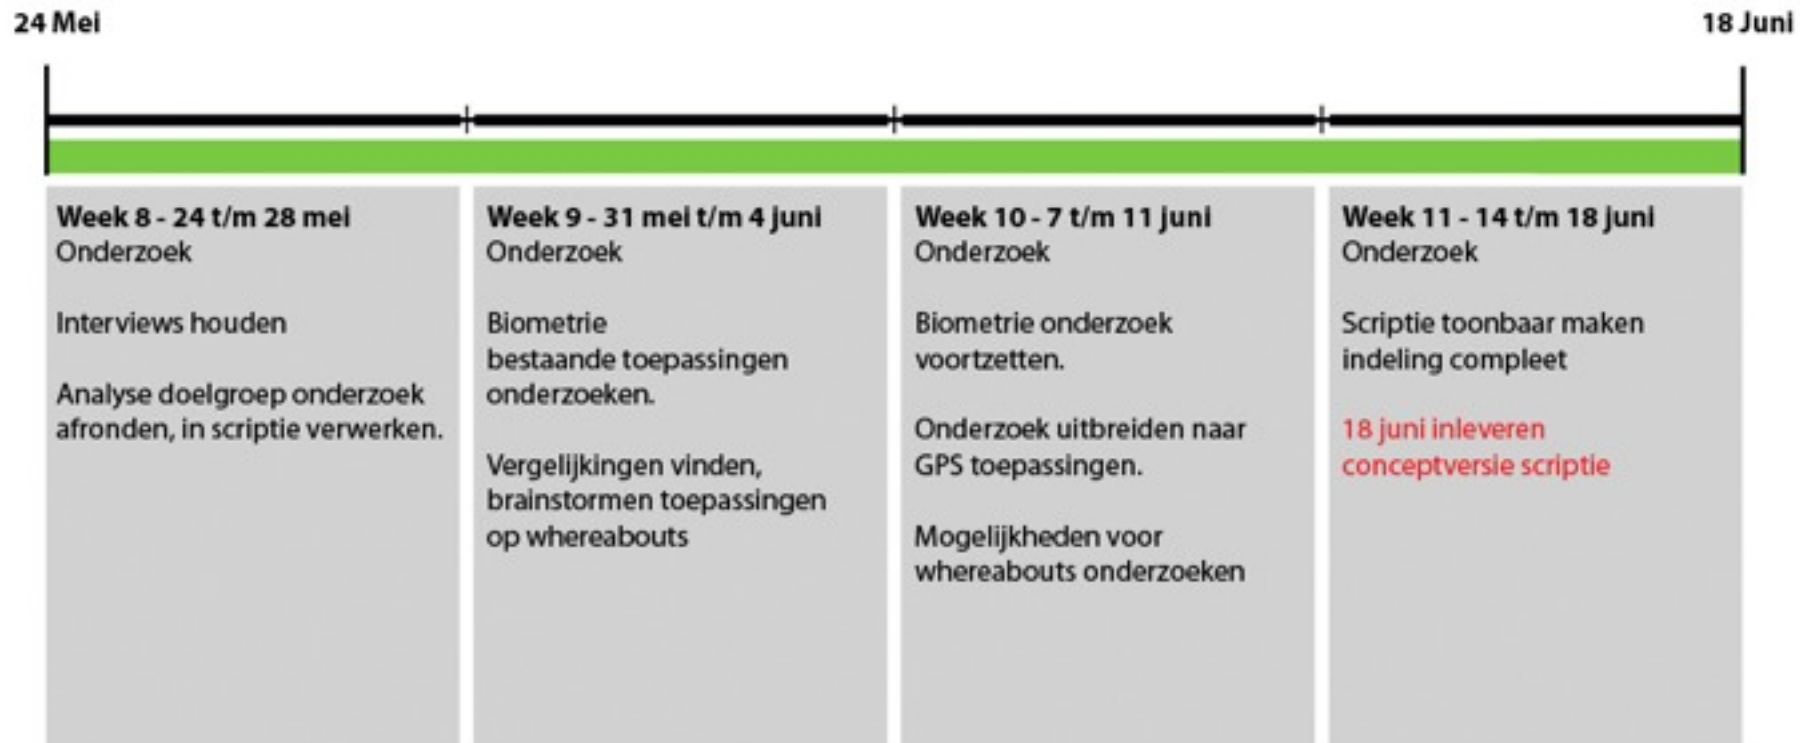 24 Mei
18 Juni
Week 8 - 24 t/m 28 mei
Onderzoek
Interviews houden
Analyse doelgroep onderzoek
afronden, in scriptie verwerken.
Week 9 - 31 mei t/m 4 juni
Onderzoek
Biometrie
bestaande toepassingen
onderzoeken.
Vergelijkingen vinden,
brainstormen toepassingen
op whereabouts
Week 10 - 7 t/m 11 juni
Onderzoek
Biometrie onderzoek
voortzetten.
Onderzoek uitbreiden naar
GPS toepassingen.
Mogelijkheden voor
whereabouts onderzoeken
Week 11 - 14 t/m 18 juni
Onderzoek
Scriptie toonbaar maken
indeling compleet
18 juni inleveren
conceptversie scriptie